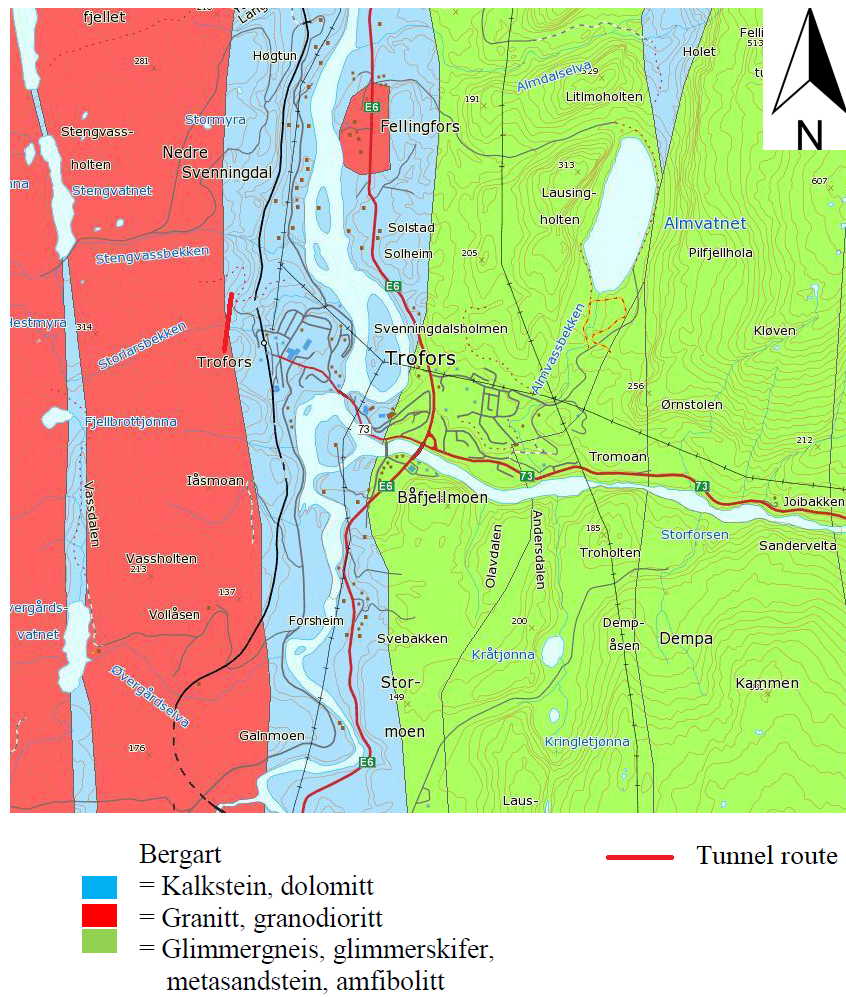 fjellet
Høgtun
281
Holet
513
Almdalselva
329
Litlmoholten
191
Stormyra
E6
Fellingfors
N
Stengvass-
holten
Nedre
Svenningdal
Stengvatnet
313
607
Lausing-
holten
Almvatnet
Solstad
Solheim
205
Pilfjellhola
Stengvassbekken
E6
314
Storlarsbekken
Svenningdalsholmen
Almvassbekken
Kløven
Trofors
Trofors
256
Ørnstolen
Fjellbrottjønna
73
212
Tromoan
Iåsmoan
Vassdalen
E6
Båfjellmoen
73
73
Joibakken
Olavdalen
Andersdalen
185
Troholten
Storforsen
Sandervelta
Vassholten
213
137
Vollåsen
vatnet
Forsheim
200
Svebakken
Demp-
åsen
Dempa
Kråtjønna
Øvergårdselva
Stor-
149
moen
Kammen
Galnmoen
176
Kringletjønna
E6
Laus-
Bergart
Tunnel route
= Kalkstein, dolomitt
= Granitt, granodioritt
= Glimmergneis, glimmerskifer,
metasandstein, amfibolitt